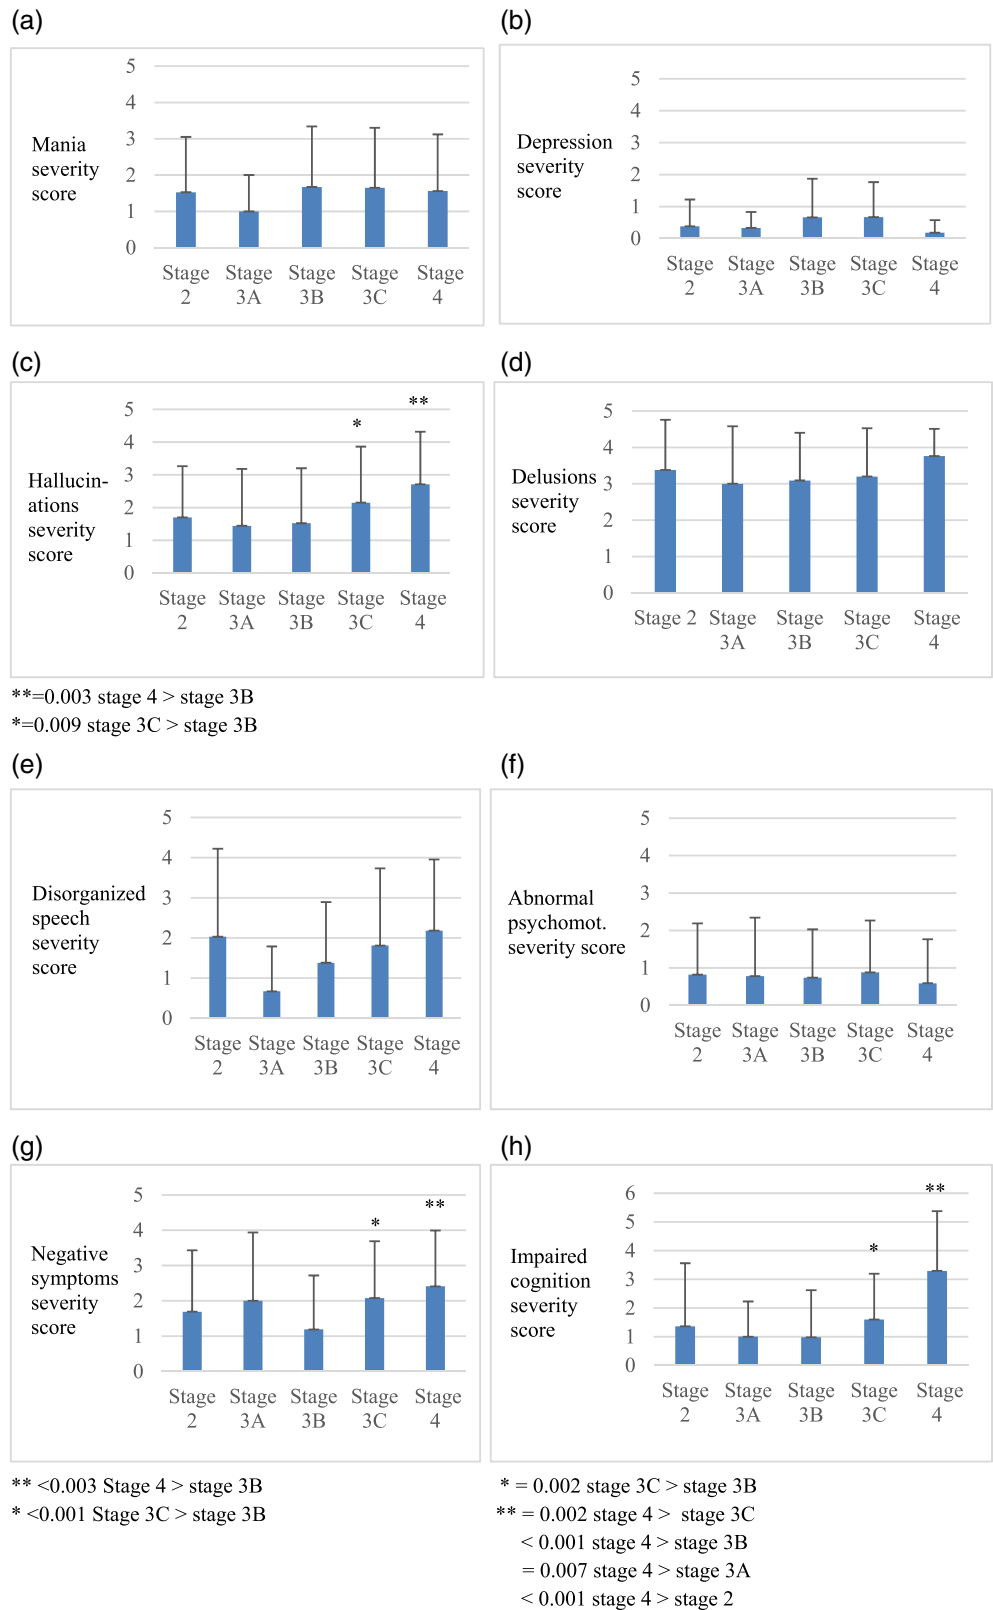 (a)
Mania
severity
score
5
4
3
2
1
0
Stage 2
Stage 3A
Stage 3B
Stage 3C
Stage 4
(b)
Depression
severity
score
5
4
3
2
1
0
Stage 2
Stage 3A
Stage 3B
Stage 3C
Stage 4
(c)
Hallucin-
ations
severity
score
5
4
3
2
1
0
*
**
Stage 2
Stage 3A
Stage 3B
Stage 3C
Stage 4
**=0.003 stage 4 > stage 3B
*=0.009 stage 3C > stage 3B
(d)
Delusions
severity
score
5
4
3
2
1
0
Stage 2
Stage 3A
Stage 3B
Stage 3C
Stage 4
(e)
Disorganized
speech
severity
score
5
4
3
2
1
0
Stage 2
Stage 3A
Stage 3B
Stage 3C
Stage 4
(f)
Abnormal
psychomot.
severity score
5
4
3
2
1
0
Stage 2
Stage 3A
Stage 3B
Stage 3C
Stage 4
(g)
Negative
symptoms
severity
score
5
4
3
2
1
0
*
**
Stage 2
Stage 3A
Stage 3B
Stage 3C
Stage 4
** <0.003 Stage 4 > stage 3B
* <0.001 Stage 3C > stage 3B
(h)
Impaired
cognition
severity
score
6
5
4
3
2
1
0
*
**
Stage 2
Stage 3A
Stage 3B
Stage 3C
Stage 4
* = 0.002 stage 3C > stage 3B
** = 0.002 stage 4 > stage 3C
< 0.001 stage 4 > stage 3B
= 0.007 stage 4 > stage 3A
< 0.001 stage 4 > stage 2